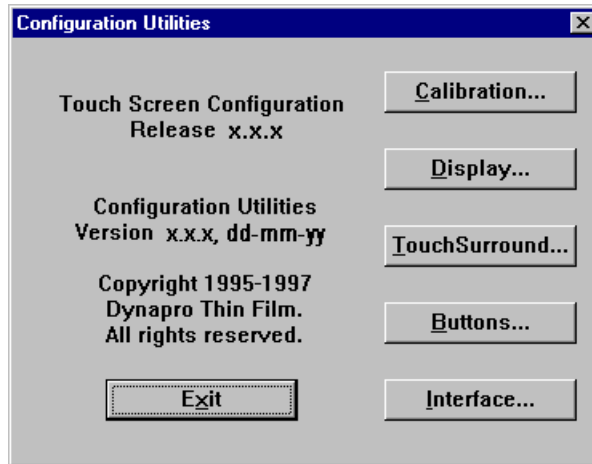 Configuration Utilities
Touch Screen Configuration
Release x.x.x
Configuration Utilities
Version x.x.x, dd-mm-yy
Copyright 1995-1997
Dynapro Thin Film.
All rights reserved.
Exit
Calibration...
Display...
TouchSurround...
Buttons...
Interface...